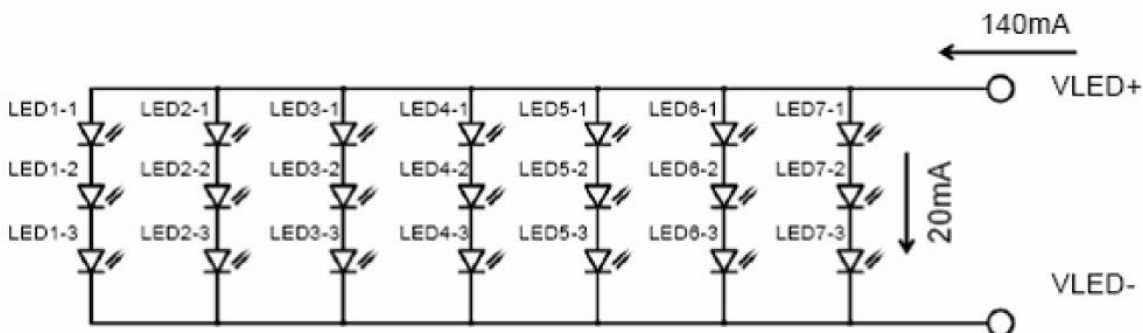 140mA
VLED+
LED1-1 LED2-1 LED3-1 LED4-1 LED5-1 LED6-1 LED7-1
LED1-2 LED2-2 LED3-2 LED4-2 LED5-2 LED6-2 LED7-2
20mA
LED1-3 LED2-3 LED3-3 LED4-3 LED5-3 LED6-3 LED7-3
VLED-